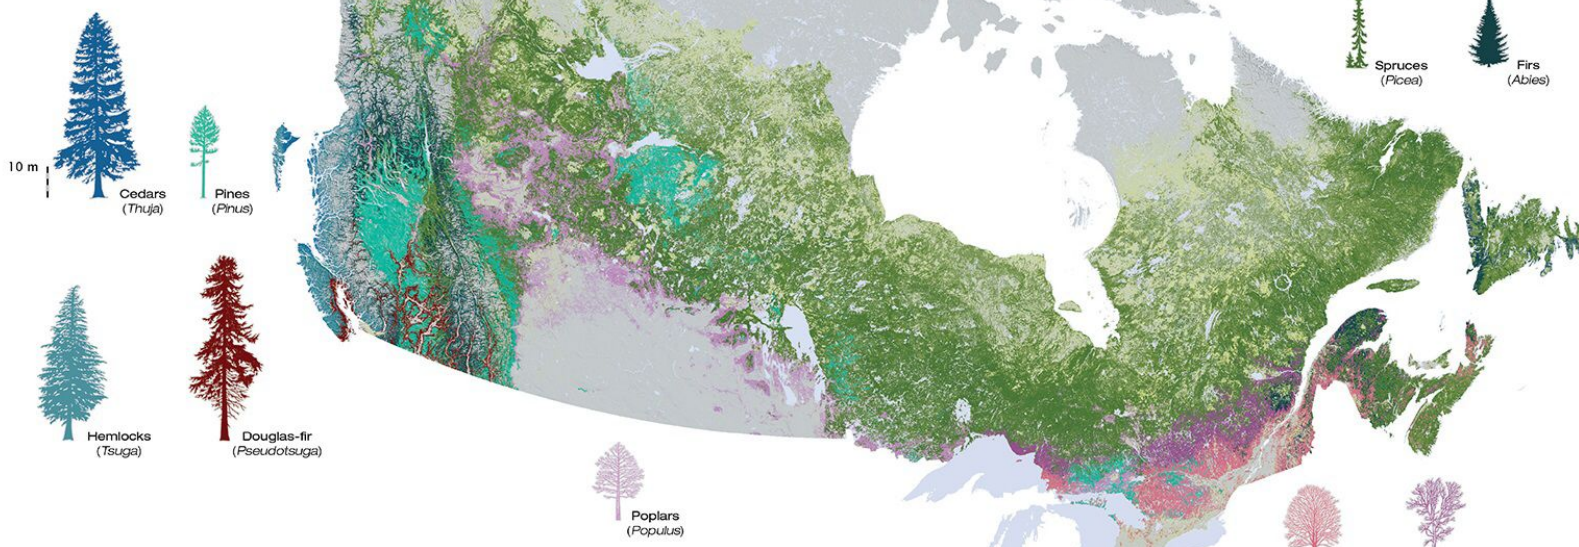 Spruces
(Picea)
Firs
(Abies)
10 m
Cedars
(Thuja)
Pines
(Pinus)
Hemlocks
(Tsuga)
Douglas-fir
(Pseudotsuga)
Poplars
(Populus)